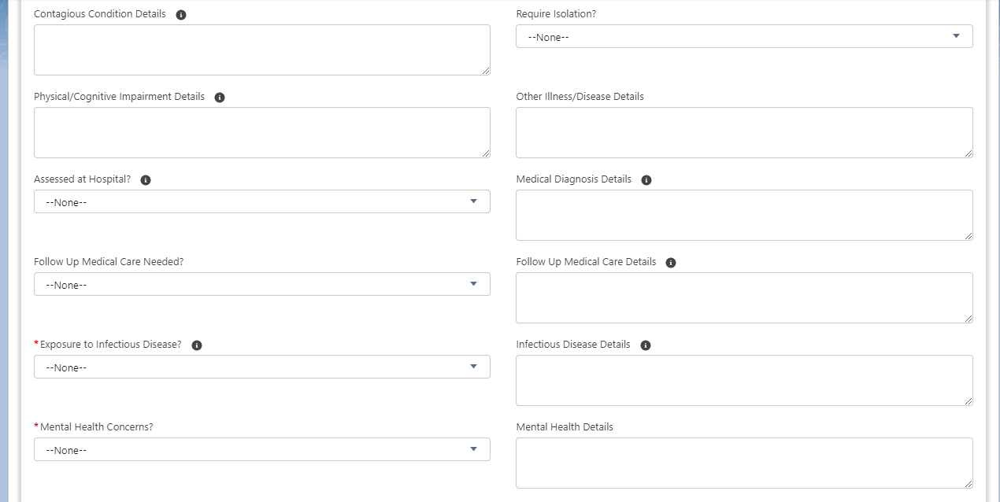 Contagious Condition Details
Require Isolation?
--None--
Physical/Cognitive Impairment Details
Other Illness/Disease Details
Assessed at Hospital?
Medical Diagnosis Details
--None--
Follow Up Medical Care Needed?
Follow Up Medical Care Details
--None--
*Exposure to Infectious Disease?
Infectious Disease Details
--None--
*Mental Health Concerns?
Mental Health Details
--None--